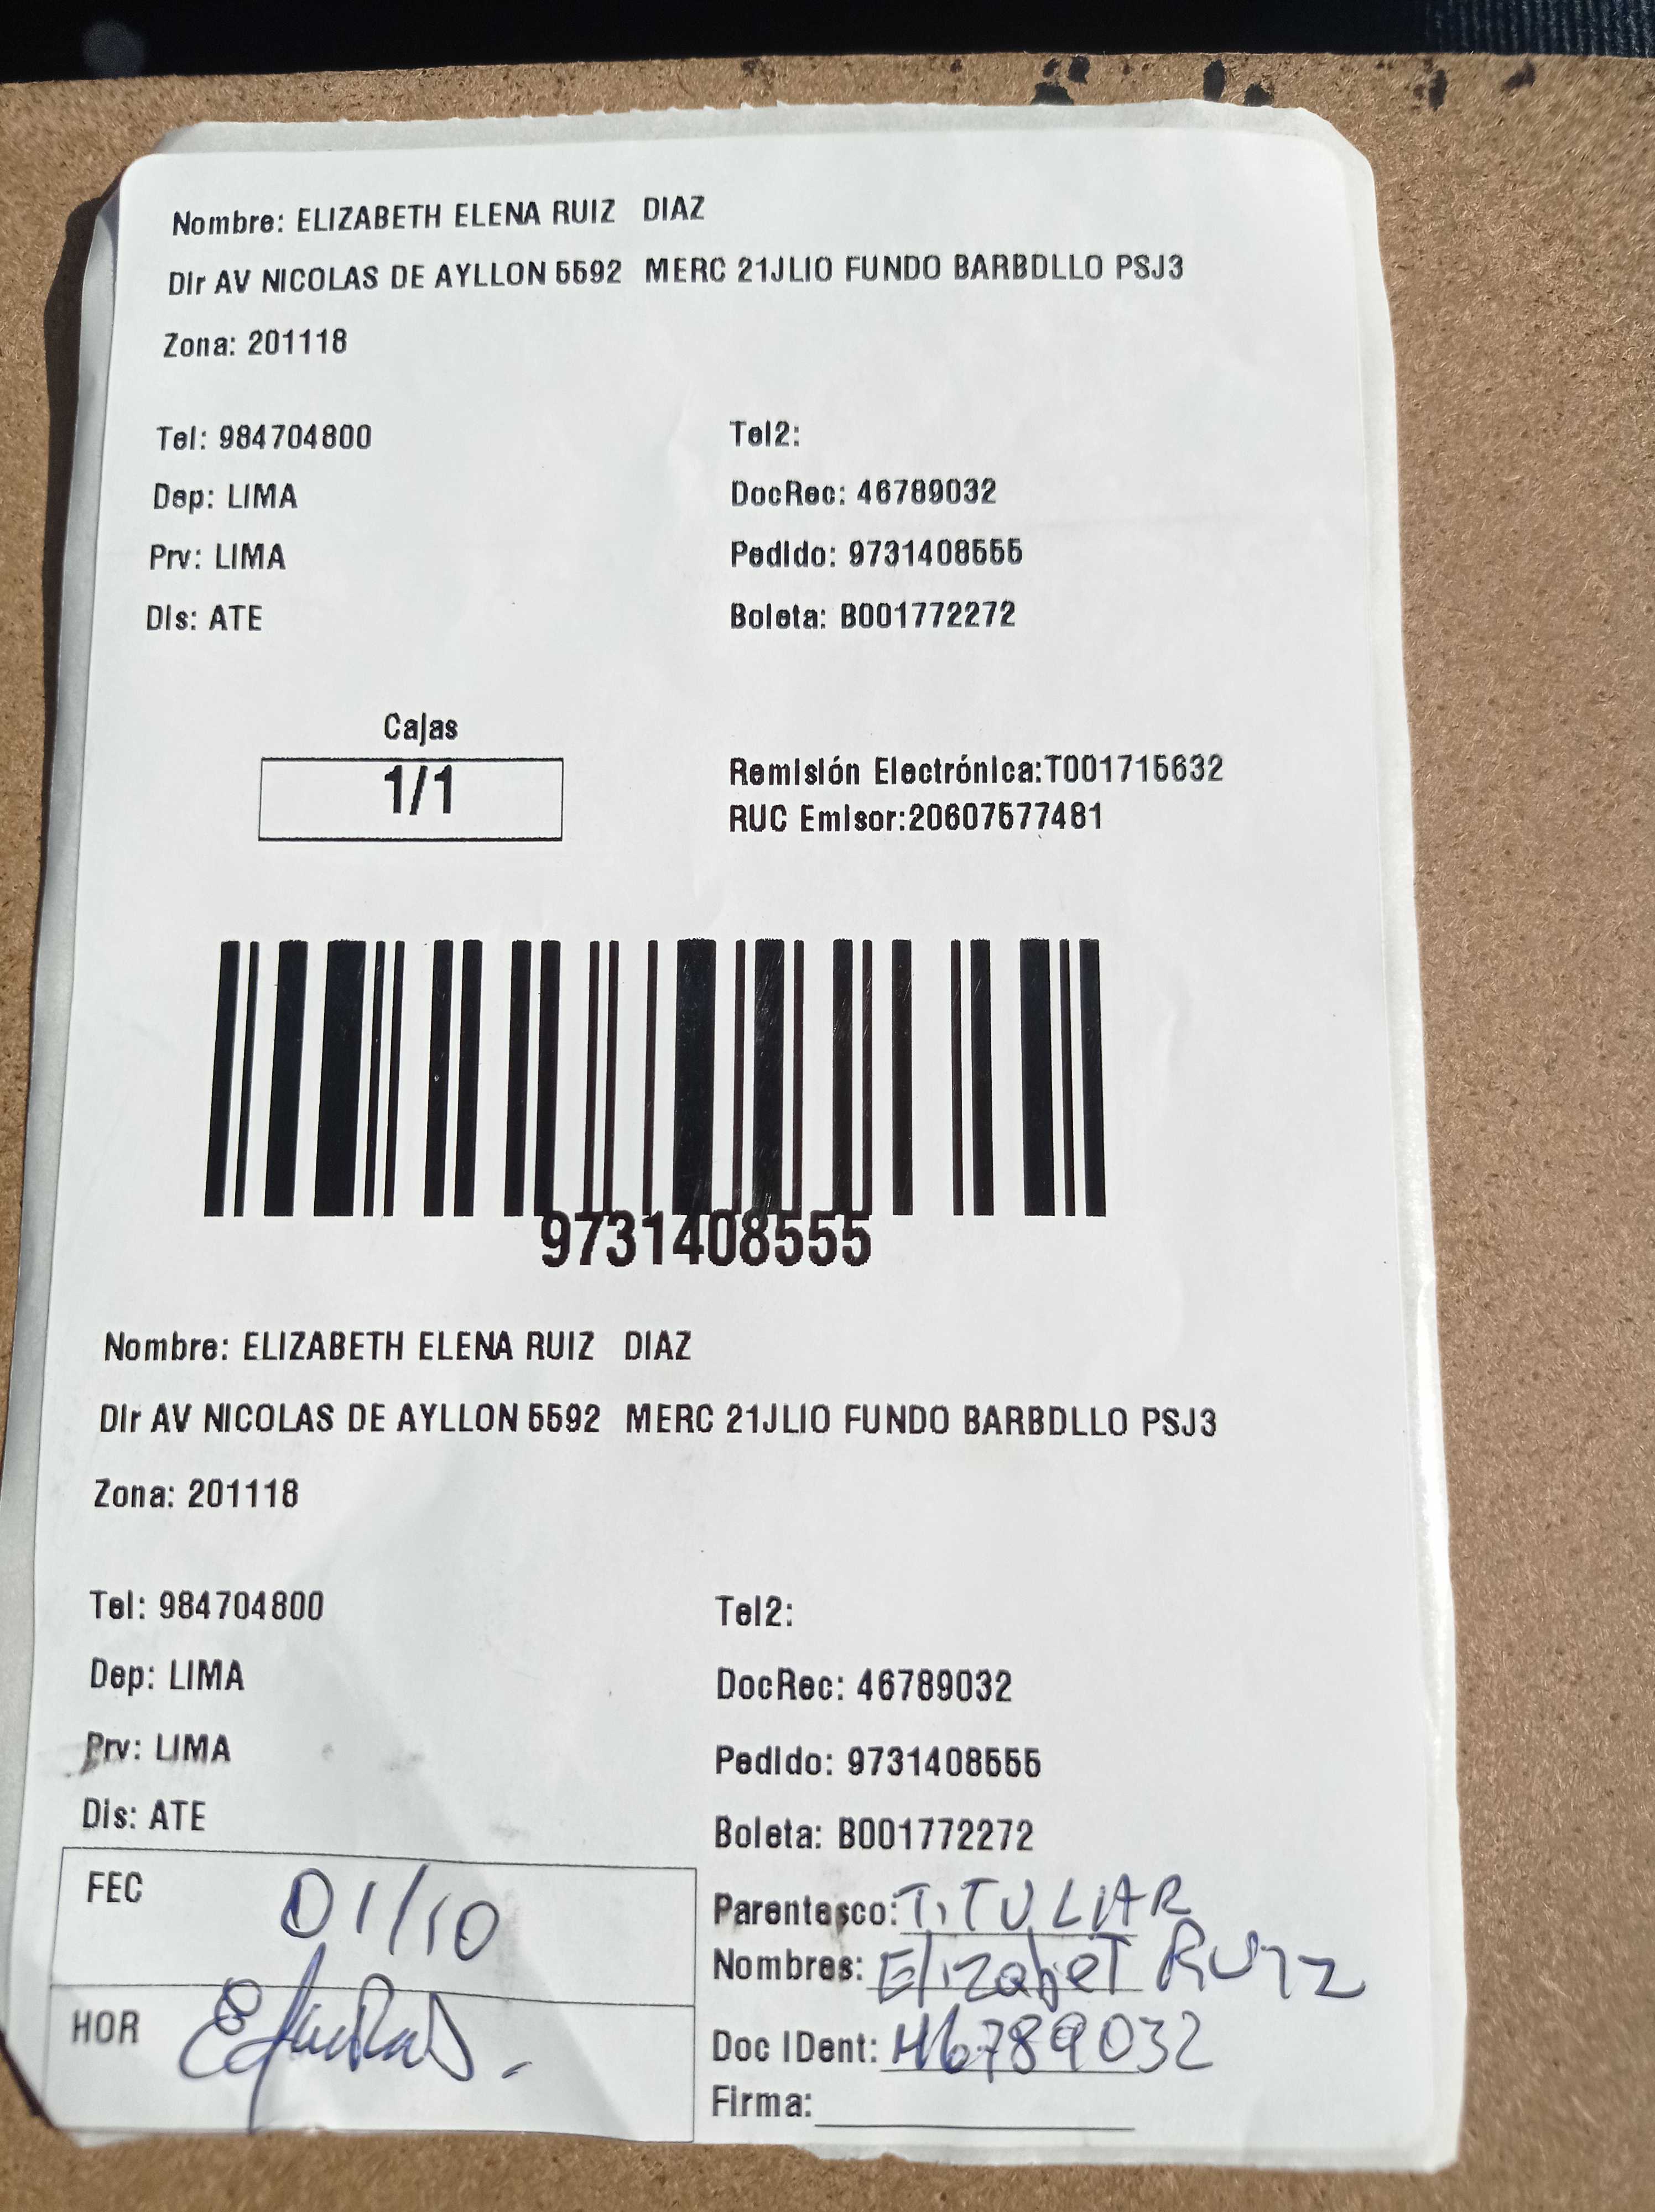 Nombre: ELIZABETH ELENA RUIZ DIAZ
Dir AV NICOLAS DE AYLLON 5592 MERC 21JLIO FUNDO BARBDLLO PSJ3
Zona: 201118
Tel: 984704800 Tel2:
Dep: LIMA DocRec: 46789032
Prv: LIMA Pedido: 9731408555
Dis: ATE Boleta: B001772272
Cajas
1/1
Remisión Electrónica:T001715632
RUC Emisor:20607577481
9731408555
Nombre: ELIZABETH ELENA RUIZ DIAZ
Dir AV NICOLAS DE AYLLON 5592 MERC 21JLIO FUNDO BARBDLLO PSJ3
Zona: 201118
Tel: 984704800 Tel2:
Dep: LIMA DocRec: 46789032
Prv: LIMA Pedido: 9731408555
Dis: ATE Boleta: B001772272
FEC 01/10
HOR
Parentesco: TITULIAR
Nombres: ElizabeT RUIZ
Doc IDent: 46789032
Firma: